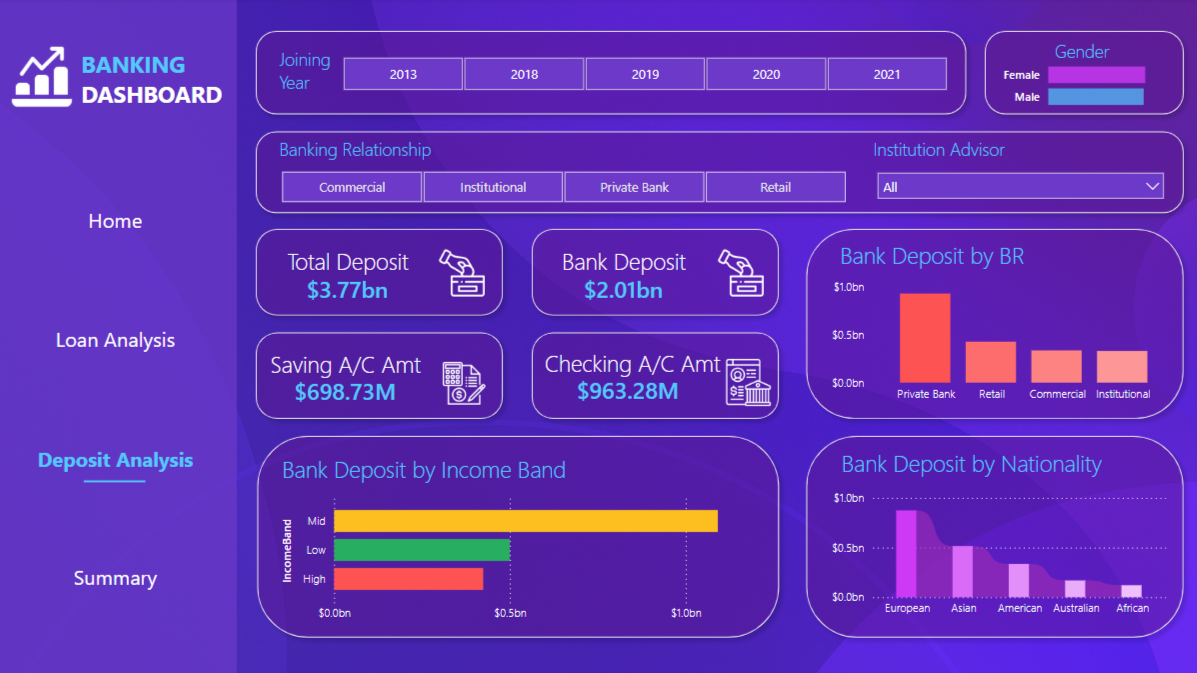 BANKING
DASHBOARD
Home
Loan Analysis
Deposit Analysis
Summary
Joining
Year
2013 2018 2019 2020 2021
Gender
Female
Male
Banking Relationship
Commercial Institutional Private Bank Retail
Institution Advisor
All
Total Deposit
$3.77bn
Bank Deposit
$2.01bn
Saving A/C Amt
$698.73M
Checking A/C Amt
$963.28M
Bank Deposit by BR
$1.0bn
$0.5bn
$0.0bn
Private Bank Retail Commercial Institutional
Bank Deposit by Income Band
IncomeBand
Mid
Low
High
$0.0bn $0.5bn $1.0bn
Bank Deposit by Nationality
$1.0bn
$0.5bn
$0.0bn
European Asian American Australian African